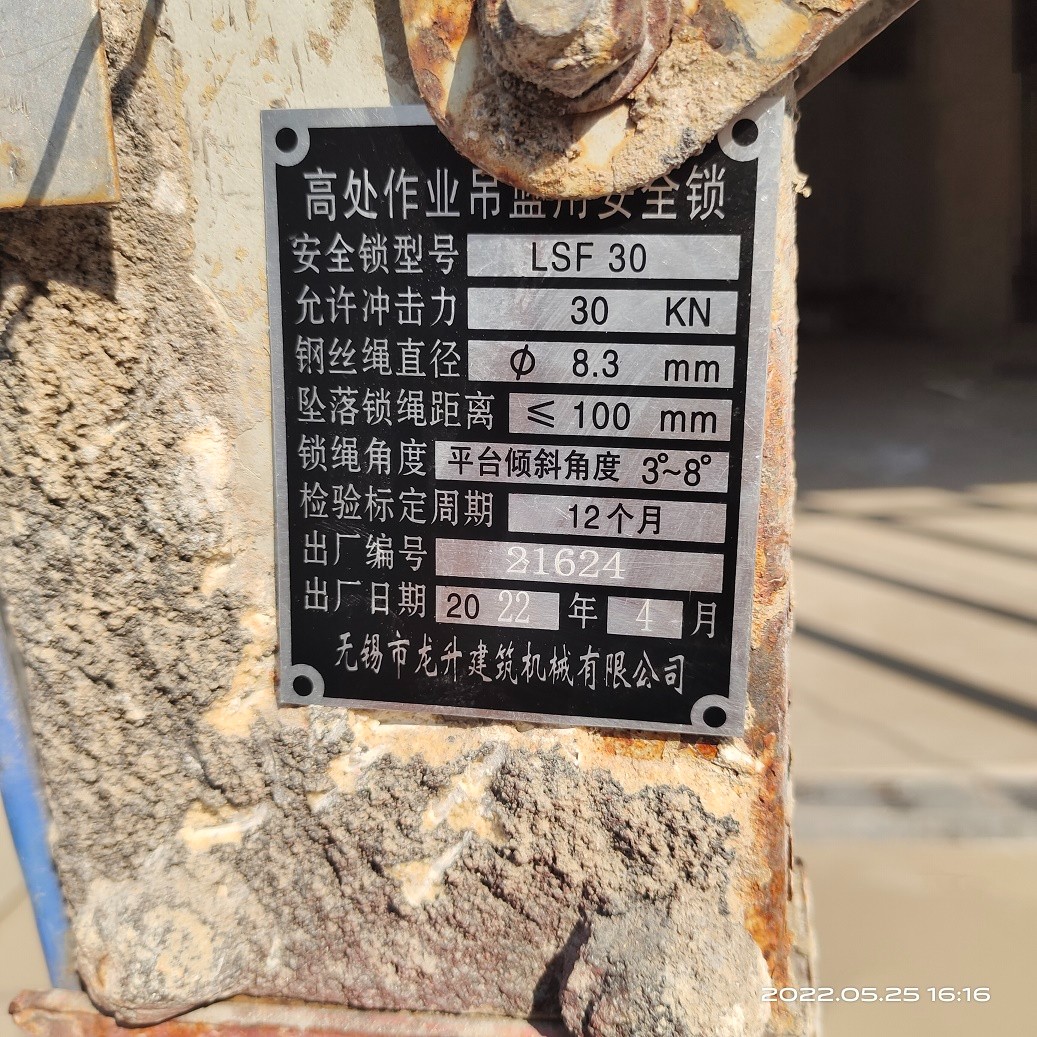 高处作业吊篮用安全锁
安全锁型号 LSF 30
允许冲击力 30 KN
钢丝绳直径 ϕ 8.3 mm
坠落锁绳距离 ≤ 100 mm
锁绳角度 平台倾斜角度 3°~8°
检验标定周期 12个月
出厂编号 21624
出厂日期 2022 年 4 月
无锡市龙升建筑机械有限公司
2022.05.25 16:16